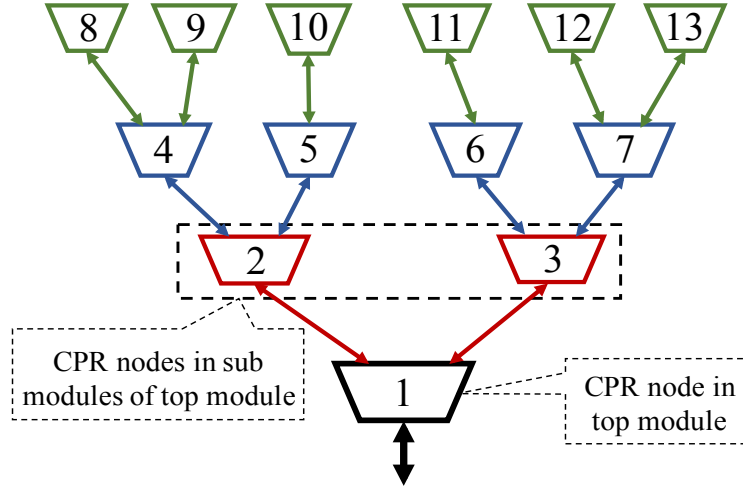 8 9 10 11 12 13
4 5 6 7
2 3
CPR nodes in sub
modules of top module
1
CPR node in
top module